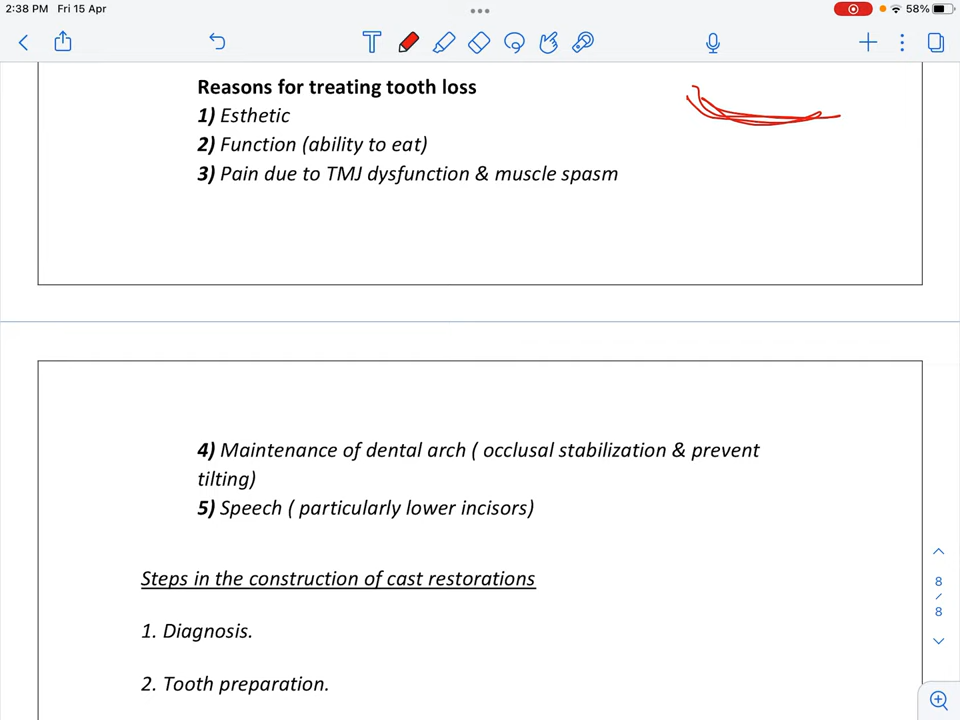 2:38 PM Fri 15 Apr
58%
Reasons for treating tooth loss
1) Esthetic
2) Function (ability to eat)
3) Pain due to TMJ dysfunction & muscle spasm
4) Maintenance of dental arch ( occlusal stabilization & prevent
tilting)
5) Speech ( particularly lower incisors)
Steps in the construction of cast restorations
1. Diagnosis.
2. Tooth preparation.
8
/
8